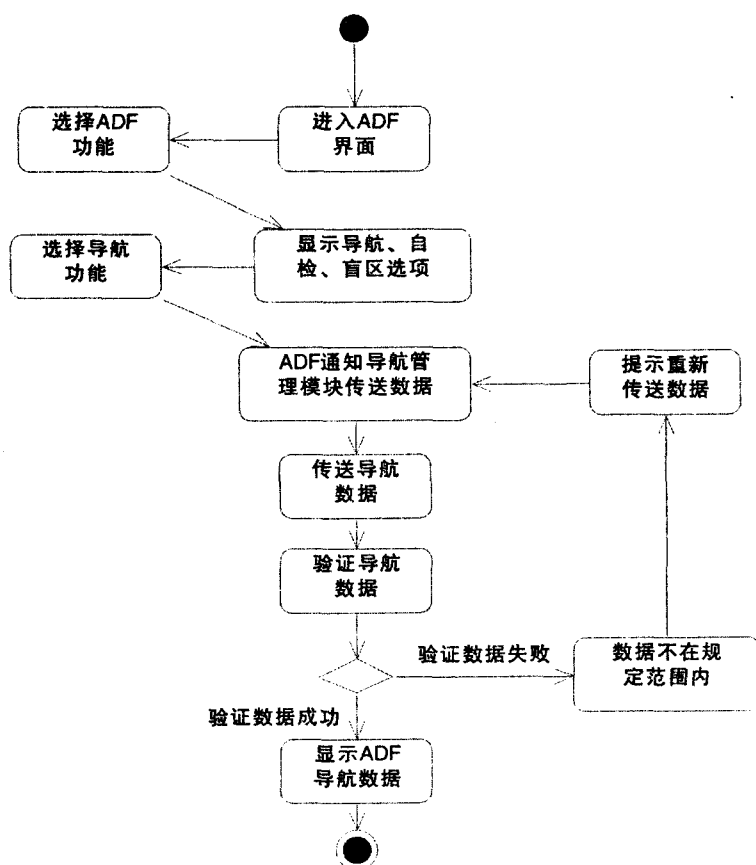 选择ADF
功能
进入ADF
界面
选择导航
功能
显示导航、自
检、盲区选项
ADF通知导航管
理模块传送数据
提示重新
传送数据
传送导航
数据
验证导航
数据
验证数据失败
数据不在规
定范围内
验证数据成功
显示ADF
导航数据